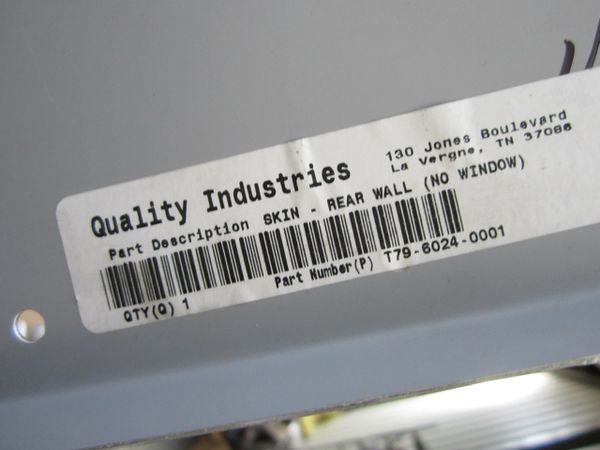 Quality Industries
130 Jones Boulevard
La Vergne, TN 37086
Part Description SKIN - REAR WALL (NO WINDOW)
QTY(Q) 1
Part Number(P) T79-6024-0001